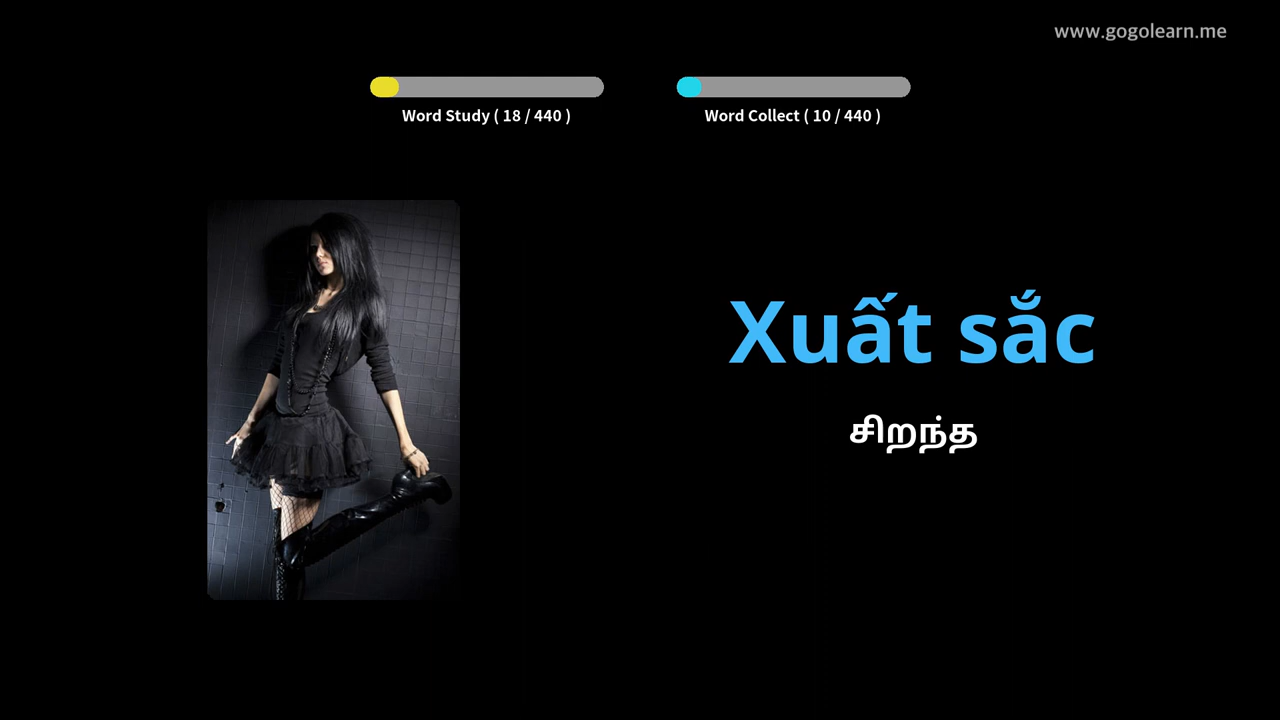 www.gogolearn.me
Word Study ( 18 / 440 )
Word Collect ( 10 / 440 )
Xuất sắc
சிறந்த